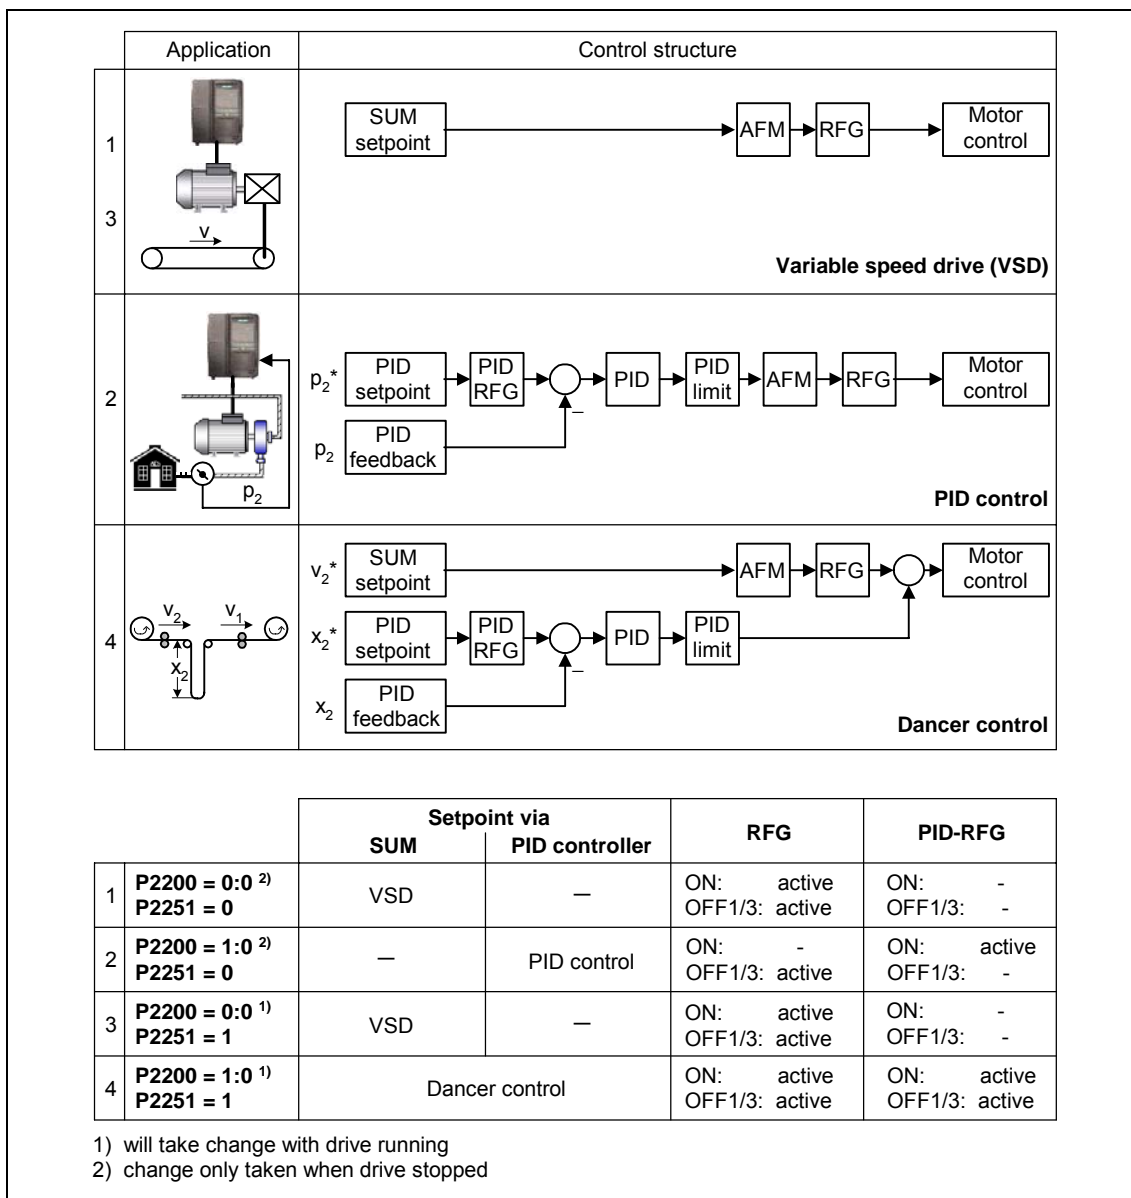 Application Control structure
1
3
v
SUM setpoint AFM RFG Motor control
Variable speed drive (VSD)
2
p2
p2* PID setpoint PID RFG PID PID limit AFM RFG Motor control
–
p2 PID feedback
PID control
4
v2 v1
x2
v2* SUM setpoint AFM RFG Motor control
x2* PID setpoint PID RFG PID PID limit
–
x2 PID feedback
Dancer control
Setpoint via RFG PID-RFG
SUM PID controller
1 P2200 = 0:0 2) VSD — ON: active ON: -
P2251 = 0 OFF1/3: active OFF1/3: -
2 P2200 = 1:0 2) — PID control ON: - ON: active
P2251 = 0 OFF1/3: active OFF1/3: -
3 P2200 = 0:0 1) VSD — ON: active ON: -
P2251 = 1 OFF1/3: active OFF1/3: -
4 P2200 = 1:0 1) Dancer control ON: active ON: active
P2251 = 1 OFF1/3: active OFF1/3: active
1) will take change with drive running
2) change only taken when drive stopped